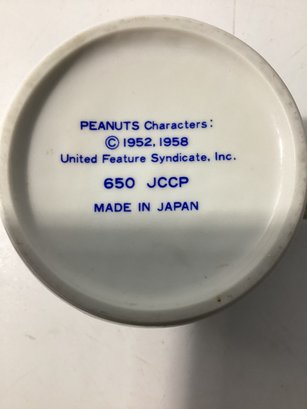 PEANUTS Characters:
© 1952, 1958
United Feature Syndicate, Inc.
650 JCCP
MADE IN JAPAN